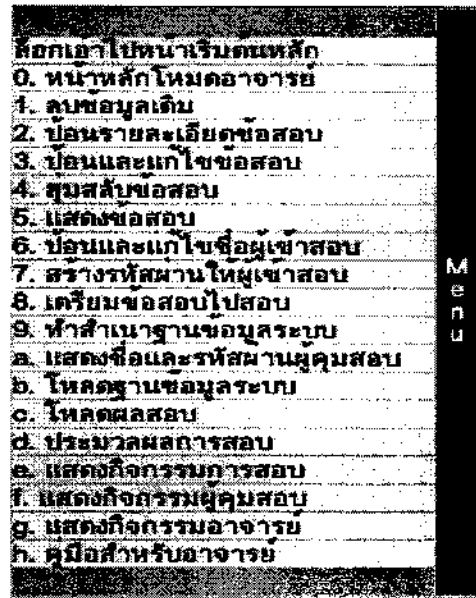 ล็อกเอาไปหน้าเริ่มต้นหลัก
0. หน้าหลักโหมดอาจารย์
1. ลบข้อมูลเดิม
2. ป้อนรายละเอียดข้อสอบ
3. ป้อนและแก้ไขข้อสอบ
4. สุ่มสลับข้อสอบ
5. แสดงข้อสอบ
6. ป้อนและแก้ไขชื่อผู้เข้าสอบ
7. สร้างรหัสผ่านให้ผู้เข้าสอบ
8. เตรียมข้อสอบไปสอบ
9. ทำสำเนาฐานข้อมูลระบบ
a. แสดงชื่อและรหัสผ่านผู้คุมสอบ
b. โหลดฐานข้อมูลระบบ
c. โหลดผลสอบ
d. ประมวลผลการสอบ
e. แสดงกิจกรรมการสอบ
f. แสดงกิจกรรมผู้คุมสอบ
g. แสดงกิจกรรมอาจารย์
h. คู่มือสำหรับอาจารย์
Menu